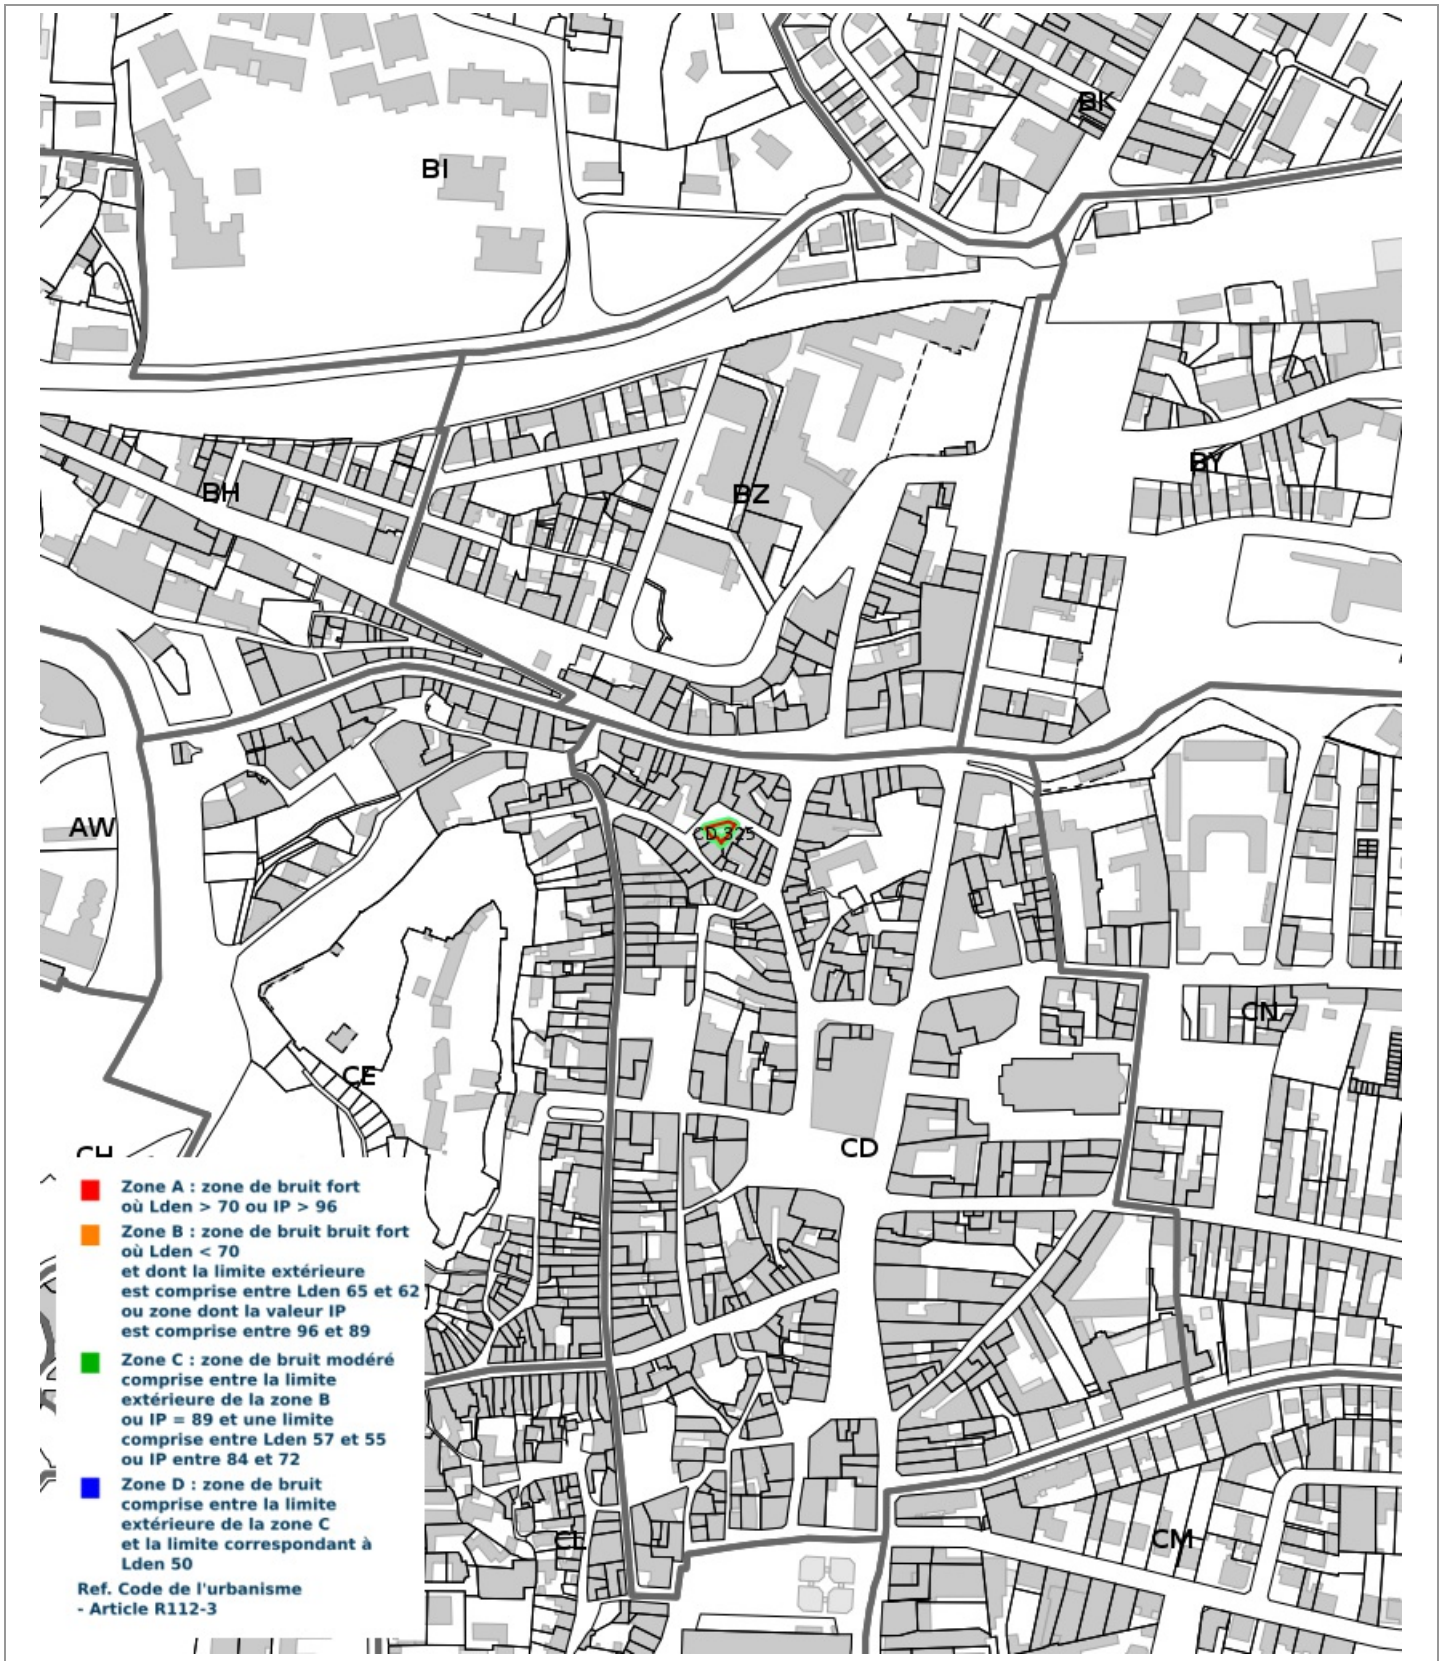 BK
BI
BY
BH
BZ
AW
CD 325
CN
CE
CD
CH
Zone A : zone de bruit fort
où Lden > 70 ou IP > 96
Zone B : zone de bruit bruit fort
où Lden < 70
et dont la limite extérieure
est comprise entre Lden 65 et 62
ou zone dont la valeur IP
est comprise entre 96 et 89
Zone C : zone de bruit modéré
comprise entre la limite
extérieure de la zone B
ou IP = 89 et une limite
comprise entre Lden 57 et 55
ou IP entre 84 et 72
Zone D : zone de bruit
comprise entre la limite
extérieure de la zone C
et la limite correspondant à
Lden 50
Ref. Code de l'urbanisme
- Article R112-3
CL
CM